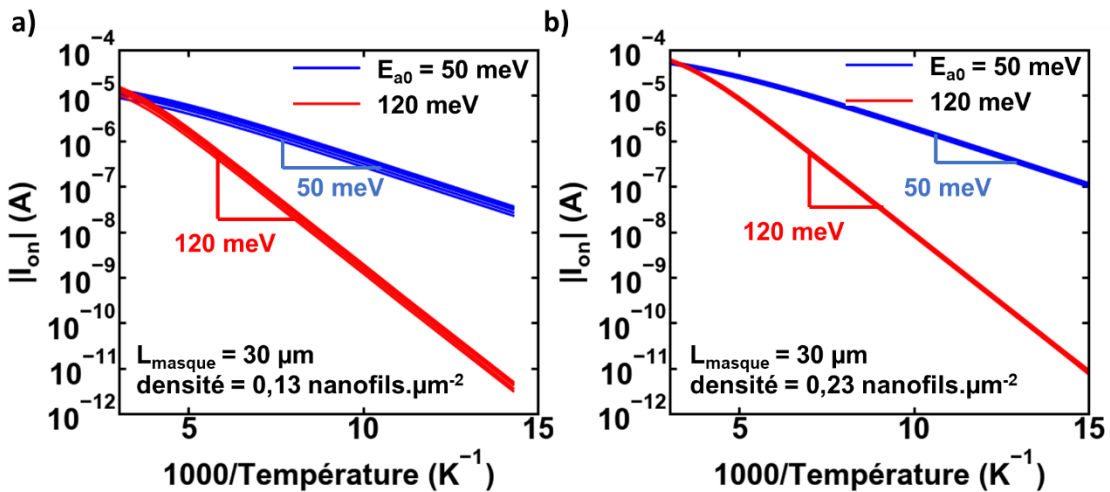 a)
|I_on| (A)
10^−4
10^−5
10^−6
10^−7
10^−8
10^−9
10^−10
10^−11
10^−12
E_a0 = 50 meV
120 meV
50 meV
120 meV
L_masque = 30 µm
densité = 0,13 nanofils.µm^-2
5 10 15
1000/Température (K^−1)
b)
|I_on| (A)
10^−4
10^−5
10^−6
10^−7
10^−8
10^−9
10^−10
10^−11
10^−12
E_a0 = 50 meV
120 meV
50 meV
120 meV
L_masque = 30 µm
densité = 0,23 nanofils.µm^-2
5 10 15
1000/Température (K^−1)